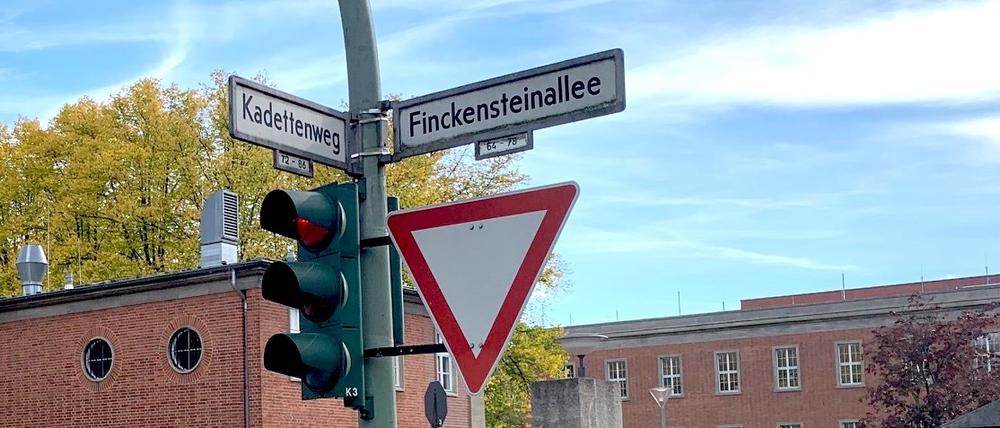 Kadettenweg
72 - 86
Finckensteinallee
64 - 78
K3